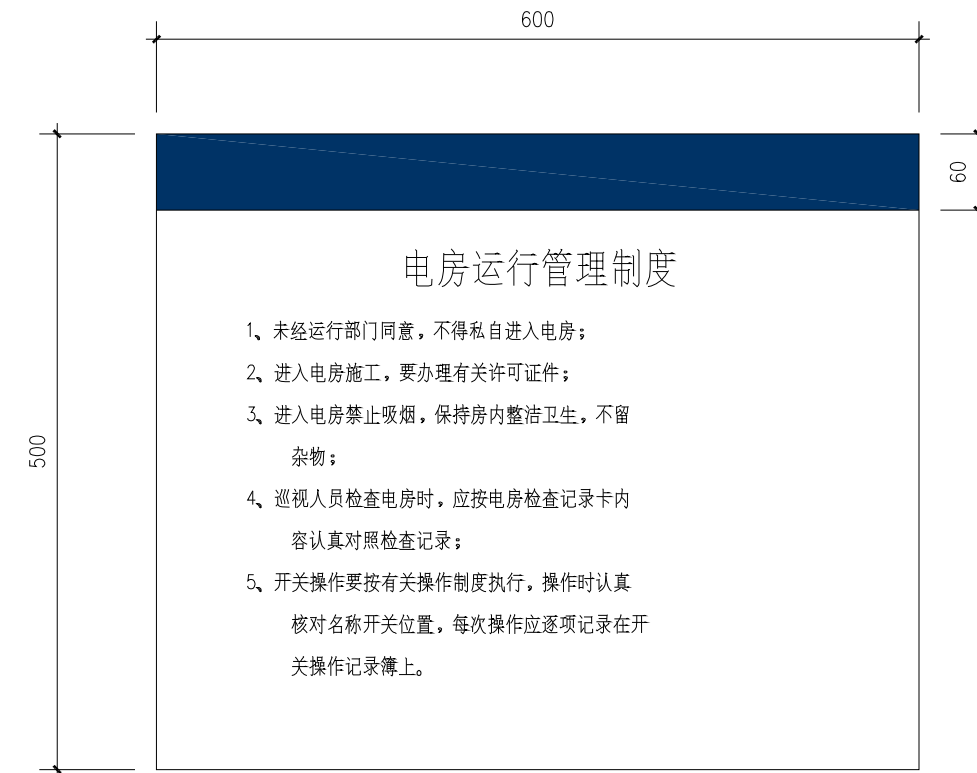 600
60
500
电房运行管理制度
1、未经运行部门同意，不得私自进入电房；
2、进入电房施工，要办理有关许可证件；
3、进入电房禁止吸烟，保持房内整洁卫生，不留
杂物；
4、巡视人员检查电房时，应按电房检查记录卡内
容认真对照检查记录；
5、开关操作要按有关操作制度执行，操作时认真
核对名称开关位置，每次操作应逐项记录在开
关操作记录簿上。